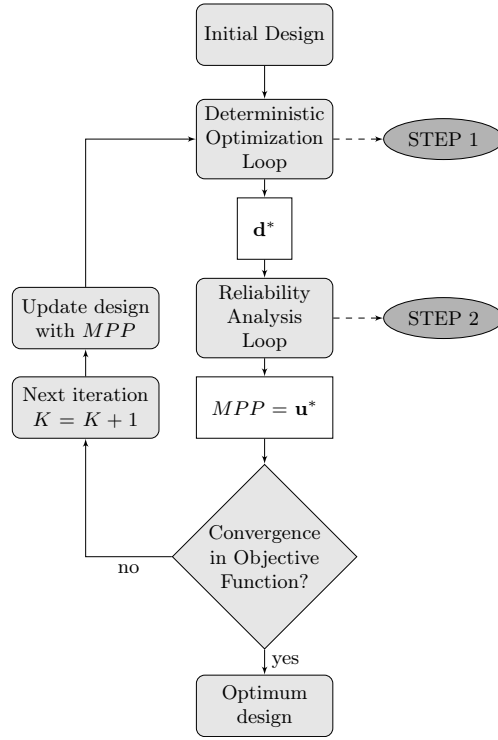 Initial Design
Deterministic
Optimization
Loop
STEP 1
d*
Reliability
Analysis
Loop
STEP 2
Update design
with MPP
Next iteration
K = K + 1
MPP = u*
Convergence
in Objective
Function?
no
yes
Optimum
design